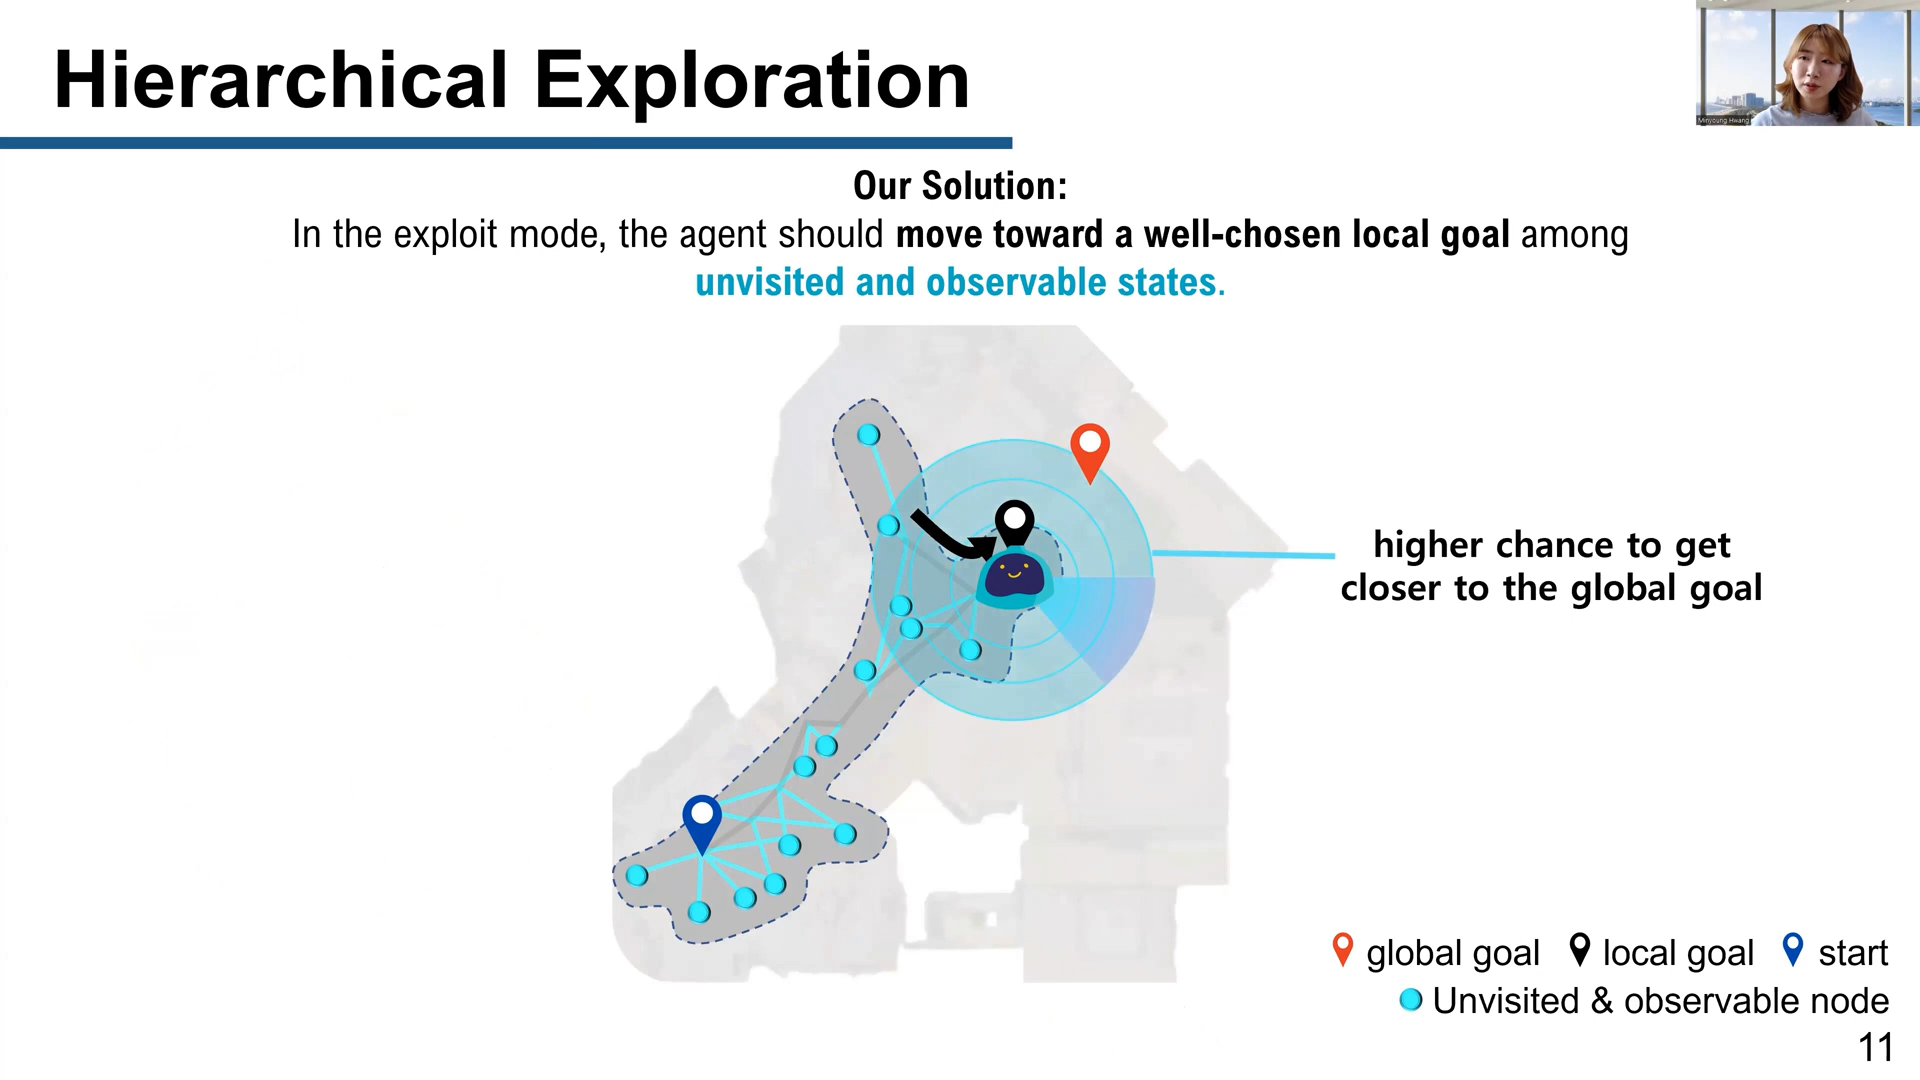 Hierarchical Exploration
Minyoung Hwang
Our Solution:
In the exploit mode, the agent should move toward a well-chosen local goal among
unvisited and observable states.
higher chance to get
closer to the global goal
global goal local goal start
Unvisited & observable node
11